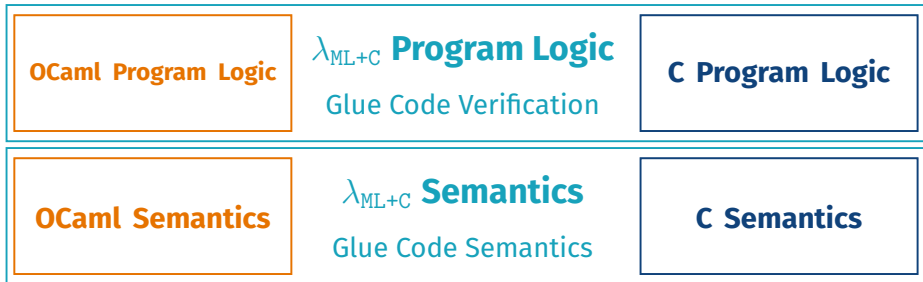 OCaml Program Logic
λML+C Program Logic
Glue Code Verification
C Program Logic
OCaml Semantics
λML+C Semantics
Glue Code Semantics
C Semantics